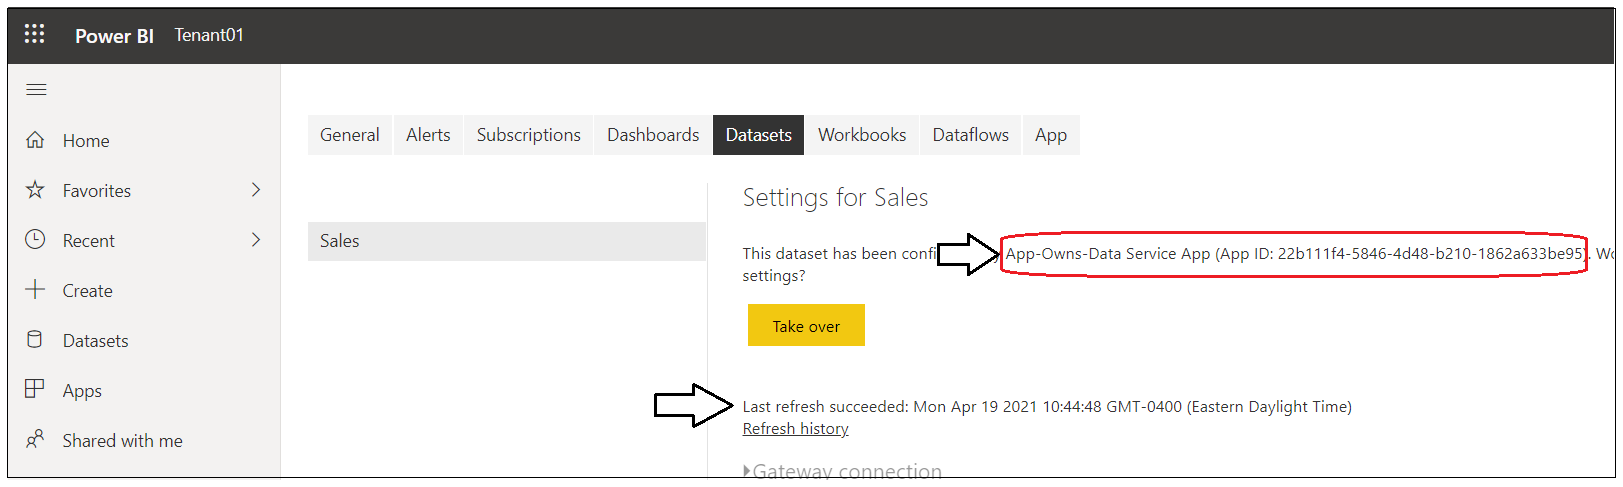 Power BI Tenant01
Home
Favorites
Recent
Create
Datasets
Apps
Shared with me
General Alerts Subscriptions Dashboards Datasets Workbooks Dataflows App
Sales
Settings for Sales
This dataset has been App-Owns-Data Service App (App ID: 22b111f4-5846-4d48-b210-1862a633be95).
settings?
Take over
Last refresh succeeded: Mon Apr 19 2021 10:44:48 GMT-0400 (Eastern Daylight Time)
Refresh history
Gateway connection